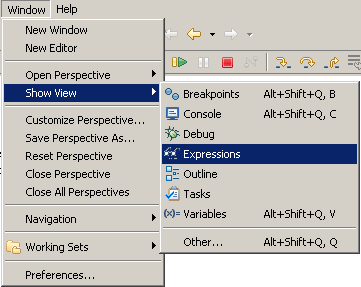 Window Help
New Window
New Editor
Open Perspective
Show View
Customize Perspective...
Save Perspective As...
Reset Perspective
Close Perspective
Close All Perspectives
Navigation
Working Sets
Preferences...
Breakpoints Alt+Shift+Q, B
Console Alt+Shift+Q, C
Debug
Expressions
Outline
Tasks
(x)= Variables Alt+Shift+Q, V
Other... Alt+Shift+Q, Q